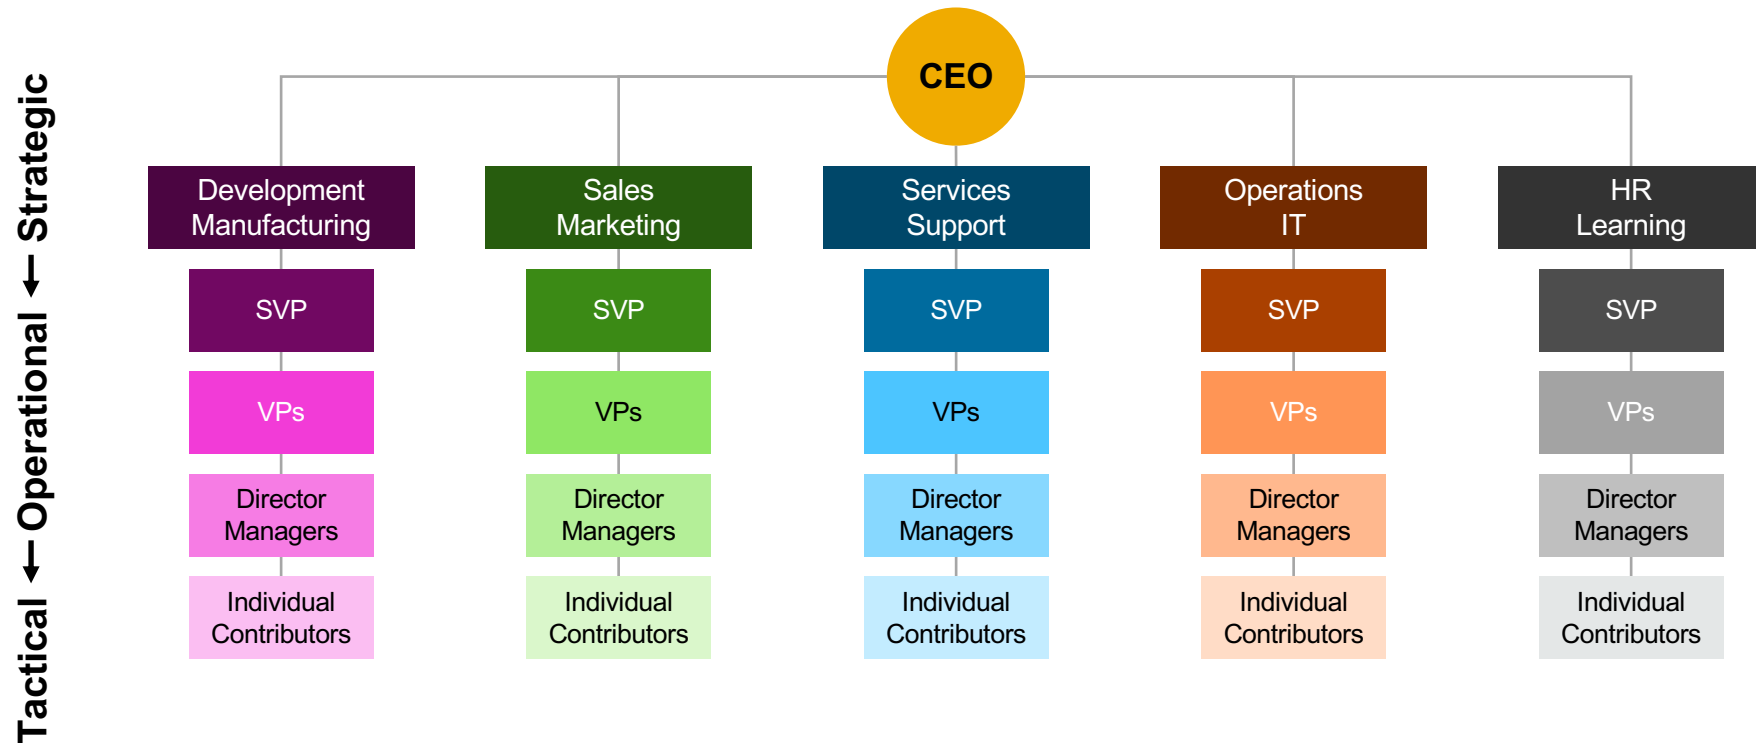 CEO
Strategic
Operational
Tactical
Development
Manufacturing
SVP
VPs
Director
Managers
Individual
Contributors
Sales
Marketing
SVP
VPs
Director
Managers
Individual
Contributors
Services
Support
SVP
VPs
Director
Managers
Individual
Contributors
Operations
IT
SVP
VPs
Director
Managers
Individual
Contributors
HR
Learning
SVP
VPs
Director
Managers
Individual
Contributors